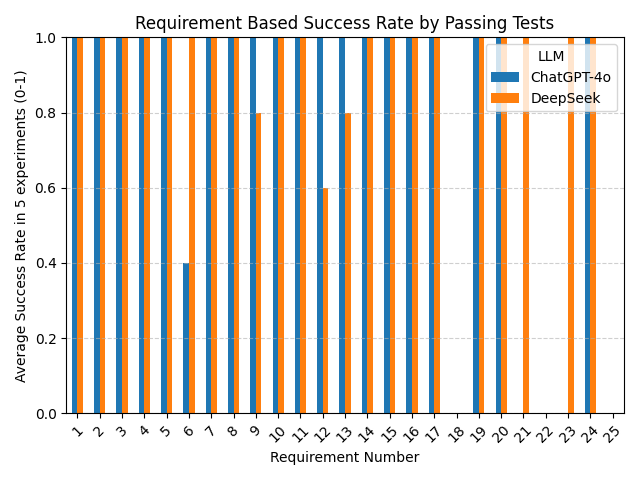 Requirement Based Success Rate by Passing Tests
Average Success Rate in 5 experiments (0-1)
1.0
0.8
0.6
0.4
0.2
0.0
LLM
ChatGPT-4o
DeepSeek
1 2 3 4 5 6 7 8 9 10 11 12 13 14 15 16 17 18 19 20 21 22 23 24 25
Requirement Number